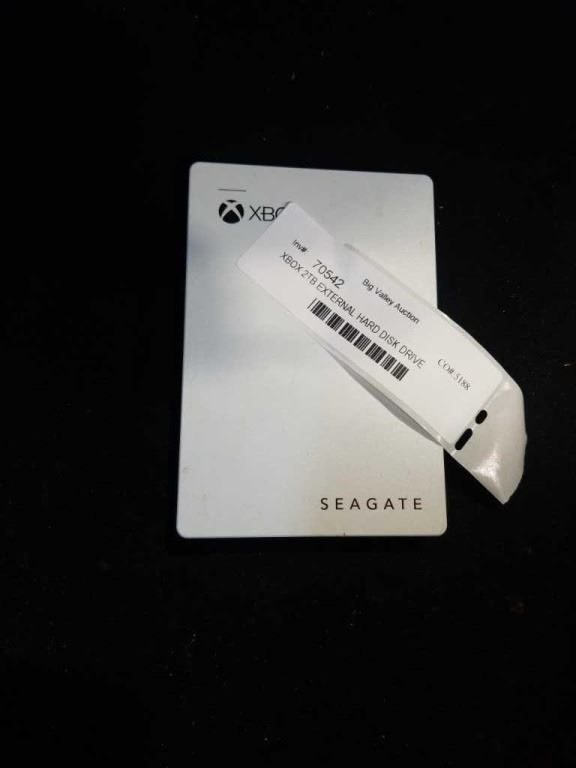 XBO
Inv# 70542
Big Valley Auction
XBOX 2TB EXTERNAL HARD DISK DRIVE
CO# 5188
SEAGATE